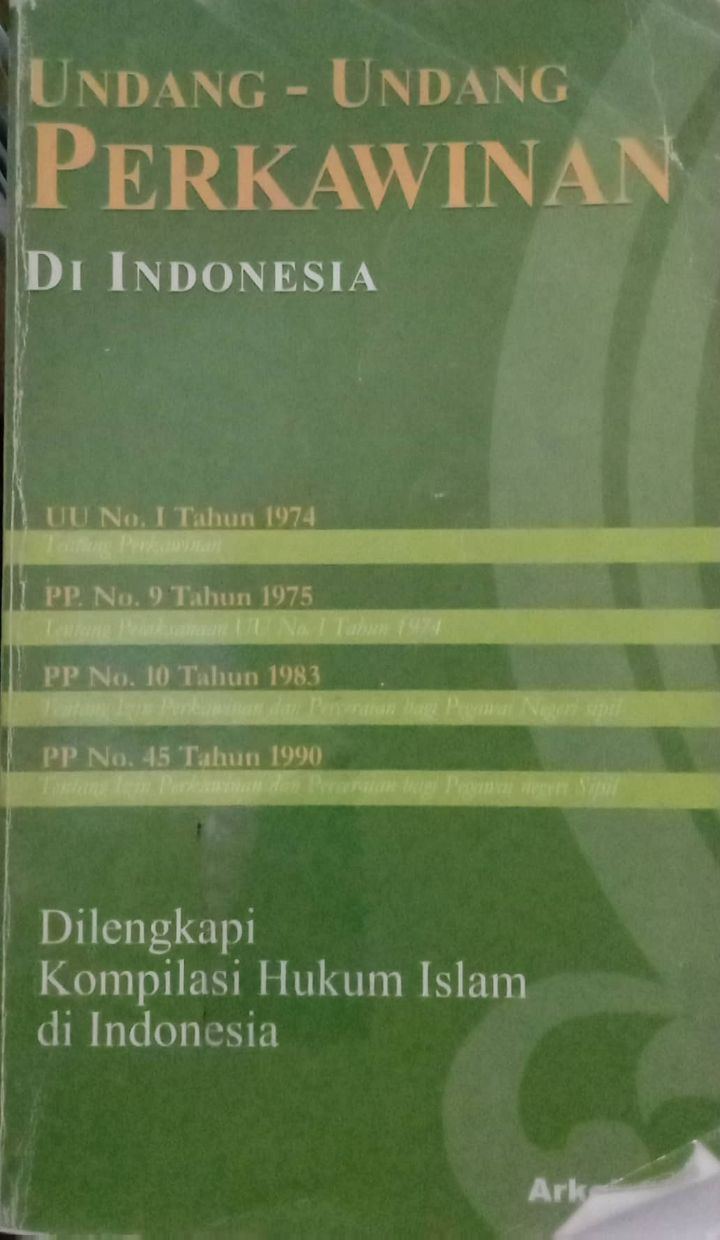 UNDANG - UNDANG
PERKAWINAN
DI INDONESIA
UU No. 1 Tahun 1974
Tentang Perkawinan
PP. No. 9 Tahun 1975
Tentang Pelaksanaan UU No. 1 Tahun 1974
PP No. 10 Tahun 1983
Tentang Izin Perkawinan dan Perceraian bagi Pegawai Negeri sipil
PP No. 45 Tahun 1990
Tentang Izin Perkawinan dan Perceraian bagi Pegawai negeri Sipil
Dilengkapi
Kompilasi Hukum Islam
di Indonesia